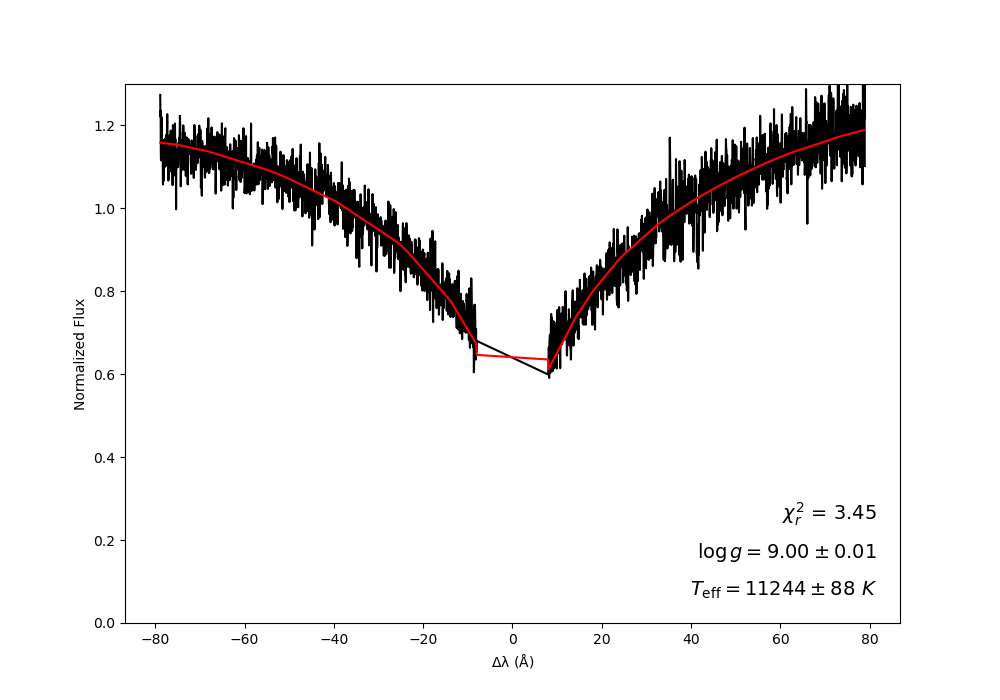 1.2
1.0
0.8
0.6
0.4
0.2
0.0
Normalized Flux
χ²ᵣ = 3.45
log g = 9.00 ± 0.01
T_eff = 11244 ± 88 K
−80 −60 −40 −20 0 20 40 60 80
Δλ (Å)